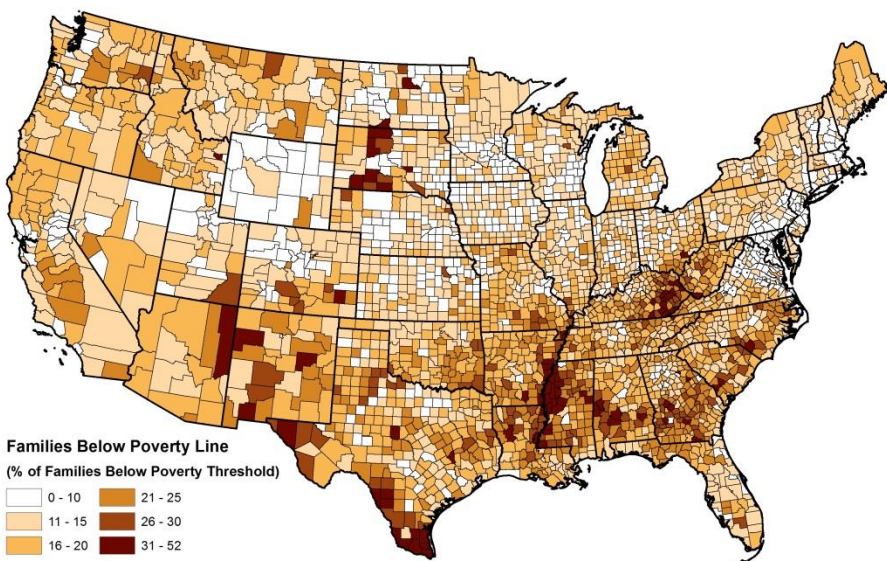 Families Below Poverty Line
(% of Families Below Poverty Threshold)
0 - 10
11 - 15
16 - 20
21 - 25
26 - 30
31 - 52